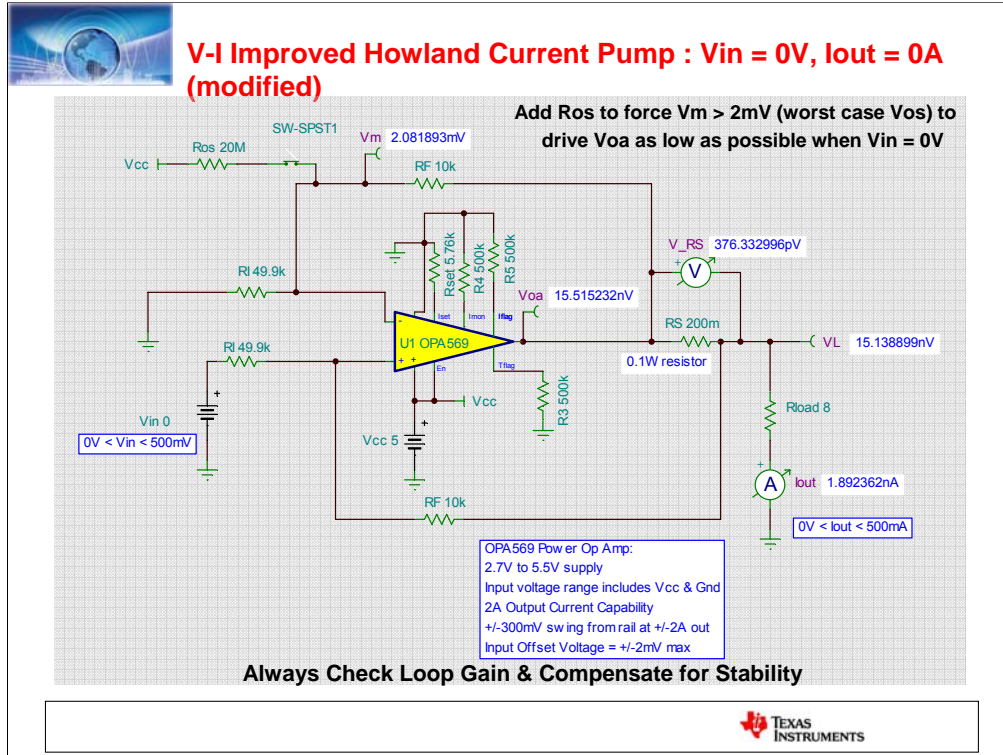 V-I Improved Howland Current Pump : Vin = 0V, Iout = 0A
(modified)
Add Ros to force Vm > 2mV (worst case Vos) to
drive Voa as low as possible when Vin = 0V
SW-SPST1
Vm 2.081893mV
Ros 20M
Vcc
RF 10k
V_RS 376.332996pV
V
Rset 5.76k
R4 500k
R5 500k
RI 49.9k
Voa 15.515232nV
Iset
Imon
Iflag
U1 OPA569
RS 200m
VL 15.138899nV
RI 49.9k
En
Tflag
0.1W resistor
Vcc
R3 500k
Rload 8
Vin 0
0V < Vin < 500mV
Vcc 5
A
Iout 1.892362nA
RF 10k
0V < Iout < 500mA
OPA569 Power Op Amp:
2.7V to 5.5V supply
Input voltage range includes Vcc & Gnd
2A Output Current Capability
+/-300mV swing from rail at +/-2A out
Input Offset Voltage = +/-2mV max
Always Check Loop Gain & Compensate for Stability
TEXAS
INSTRUMENTS